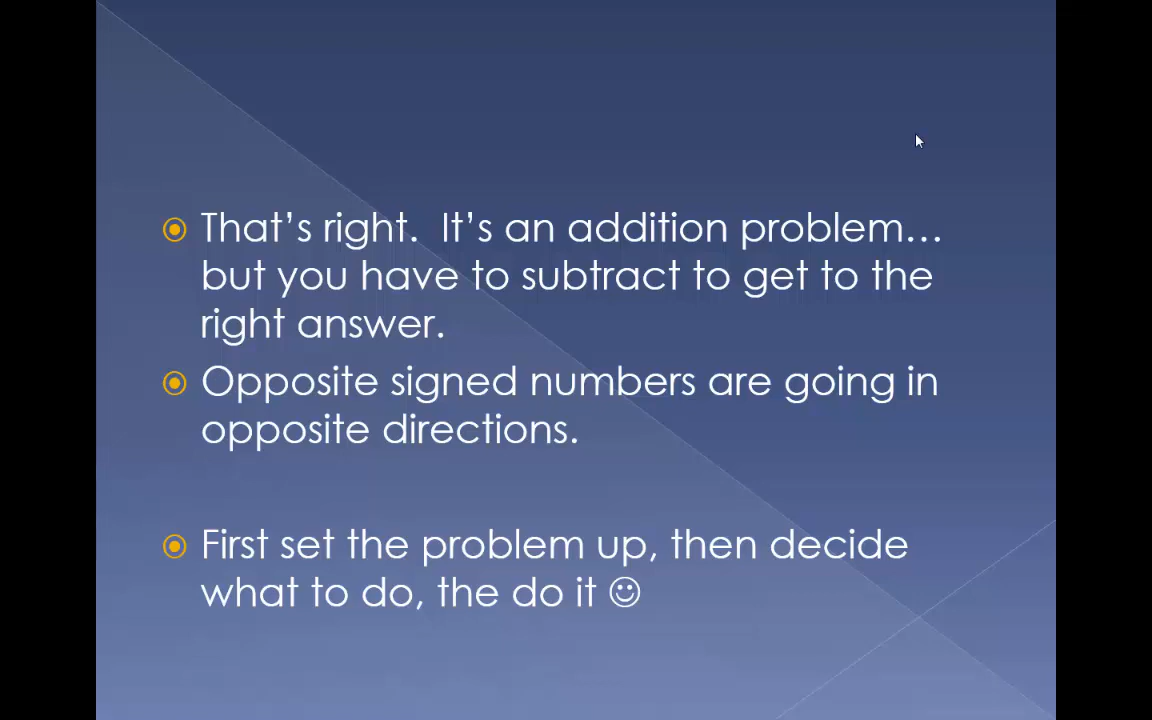 That’s right.  It’s an addition problem…
but you have to subtract to get to the
right answer.
Opposite signed numbers are going in
opposite directions.
First set the problem up, then decide
what to do, the do it ☺